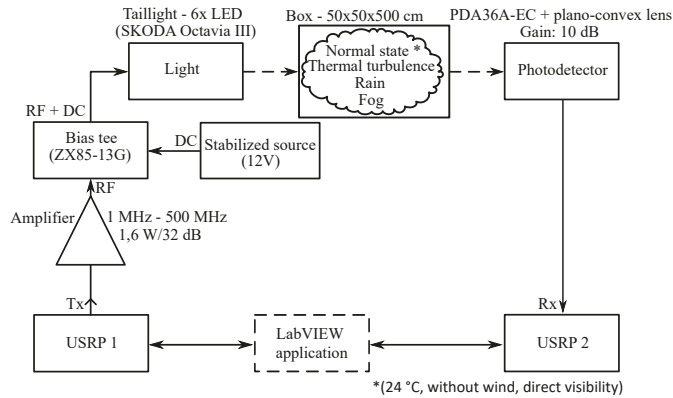 Taillight - 6x LED
(SKODA Octavia III)
Box - 50x50x500 cm
PDA36A-EC + plano-convex lens
Gain: 10 dB
Light
Normal state *
Thermal turbulence
Rain
Fog
Photodetector
RF + DC
Bias tee
(ZX85-13G)
DC
Stabilized source
(12V)
RF
Amplifier
1 MHz - 500 MHz
1,6 W/32 dB
Tx
Rx
USRP 1
LabVIEW
application
USRP 2
*(24 °C, without wind, direct visibility)